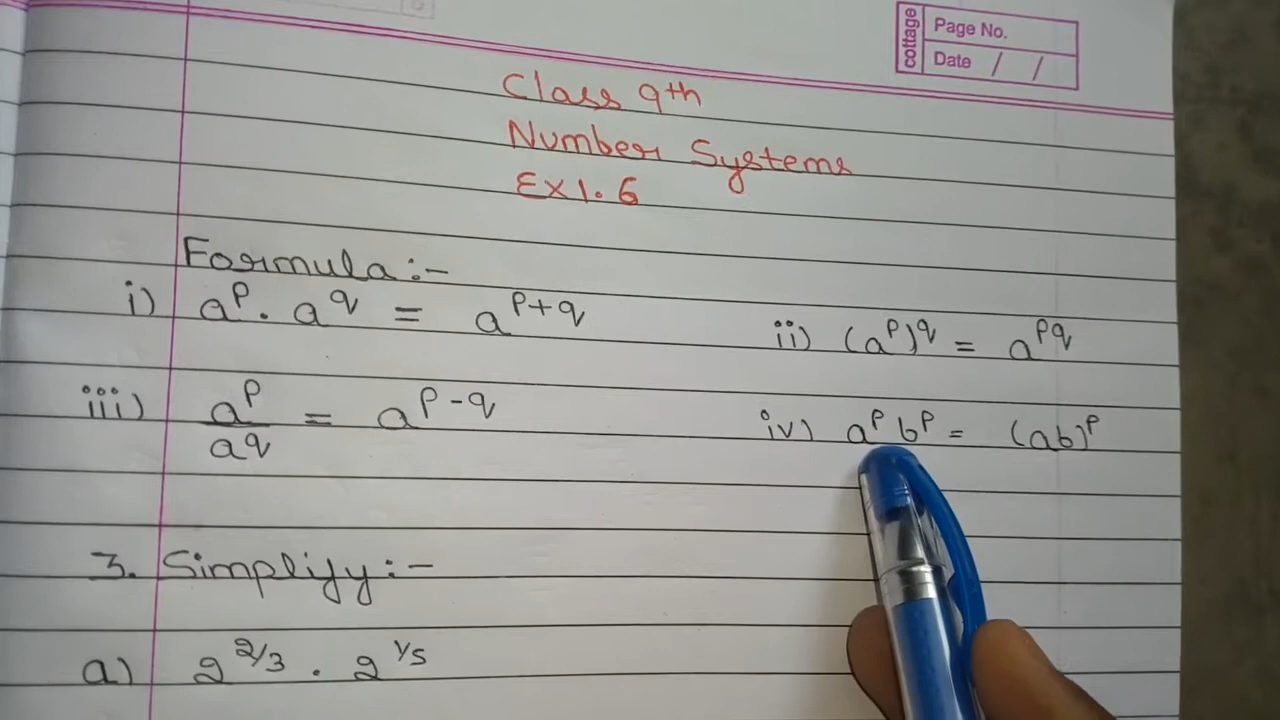 cottage
Page No.
Date / /
Class 9th
Number Systems
Ex 1.6
Formula:-
i) a^p . a^q = a^(p+q)
ii) (a^p)^q = a^(pq)
iii) a^p/a^q = a^(p-q)
iv) a^p b^p = (ab)^p
3. Simplify:-
a) 2^(2/3) . 2^(1/5)